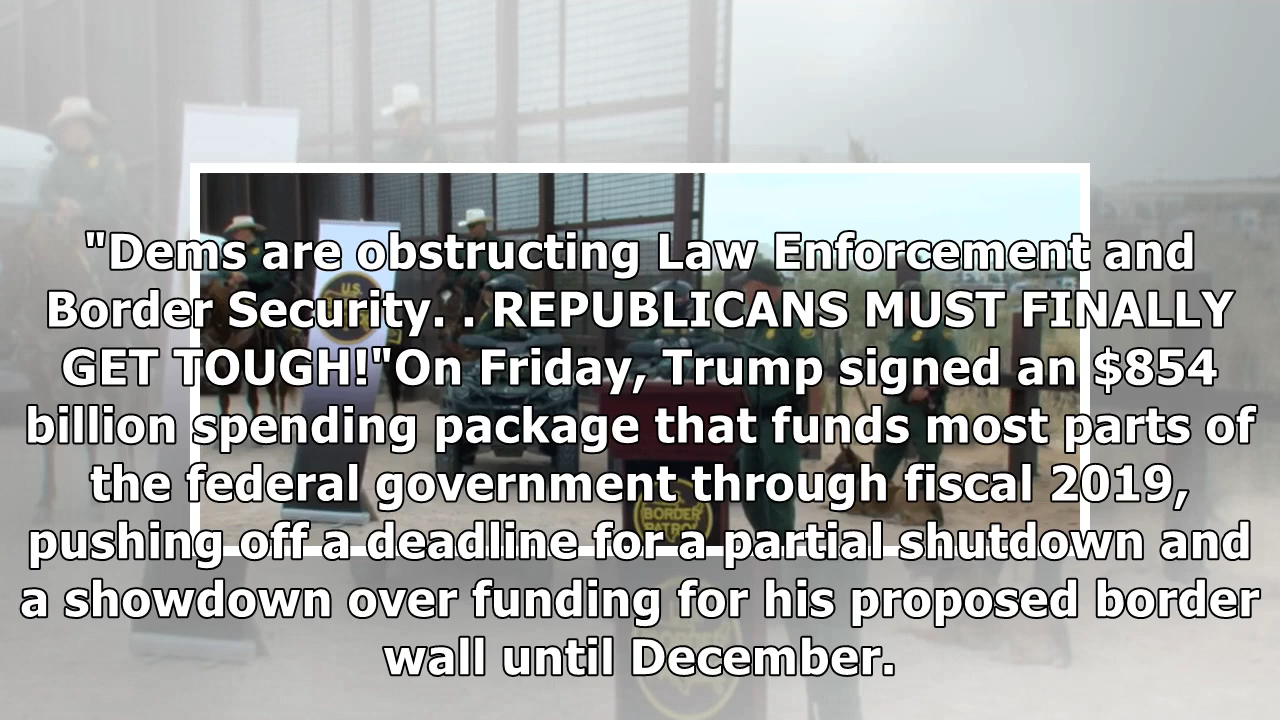 "Dems are obstructing Law Enforcement and
Border Security. . REPUBLICANS MUST FINALLY
GET TOUGH!"On Friday, Trump signed an $854
billion spending package that funds most parts of
the federal government through fiscal 2019,
pushing off a deadline for a partial shutdown and
a showdown over funding for his proposed border
wall until December.
U.S.
BORDER
PATROL